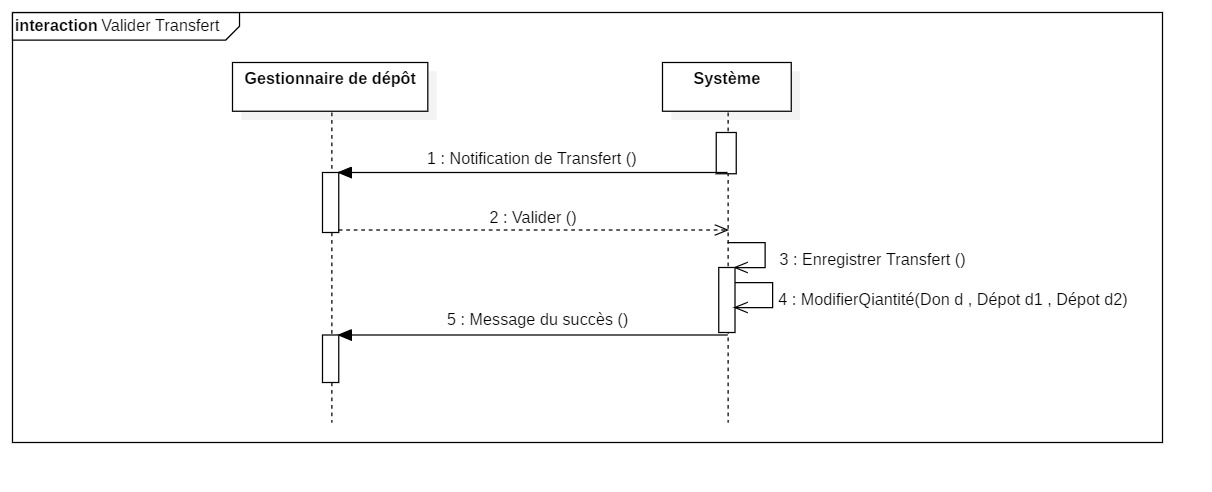 interaction Valider Transfert
Gestionnaire de dépôt
Système
1 : Notification de Transfert ()
2 : Valider ()
3 : Enregistrer Transfert ()
4 : ModifierQiantité(Don d , Dépot d1 , Dépot d2)
5 : Message du succès ()